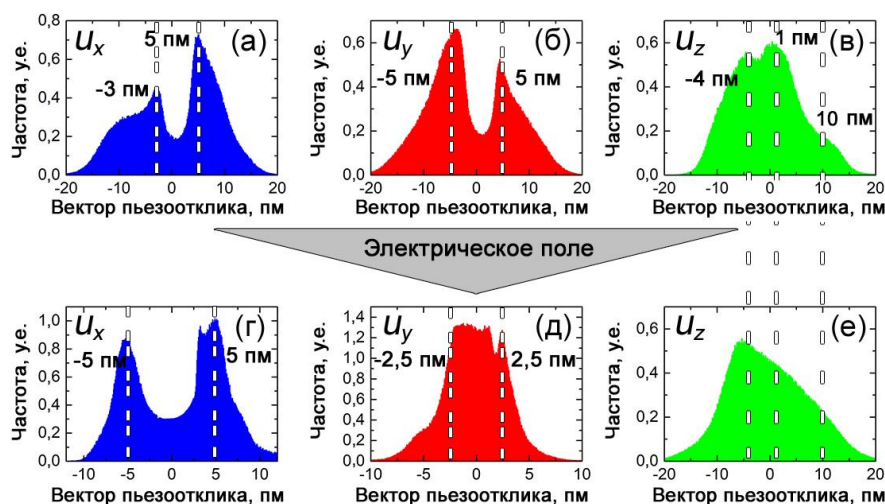 0,8
0,6
0,4
0,2
0,0
Частота, у.е.
u_x
5 пм
(а)
-3 пм
-20 -10 0 10 20
Вектор пьезоотклика, пм
0,6
0,4
0,2
0,0
Частота, у.е.
u_y
(б)
-5 пм
5 пм
-20 -10 0 10 20
Вектор пьезоотклика, пм
0,6
0,4
0,2
0,0
Частота, у.е.
u_z
1 пм
(в)
-4 пм
10 пм
-20 -10 0 10 20
Вектор пьезоотклика, пм
Электрическое поле
1,0
0,8
0,6
0,4
0,2
0,0
Частота, у.е.
u_x
(г)
-5 пм
5 пм
-10 -5 0 5 10
Вектор пьезоотклика, пм
1,4
1,2
1,0
0,8
0,6
0,4
0,2
0,0
Частота, у.е.
u_y
(д)
-2,5 пм
2,5 пм
-10 -5 0 5 10
Вектор пьезоотклика, пм
0,6
0,4
0,2
0,0
Частота, у.е.
u_z
(е)
-20 -10 0 10 20
Вектор пьезоотклика, пм